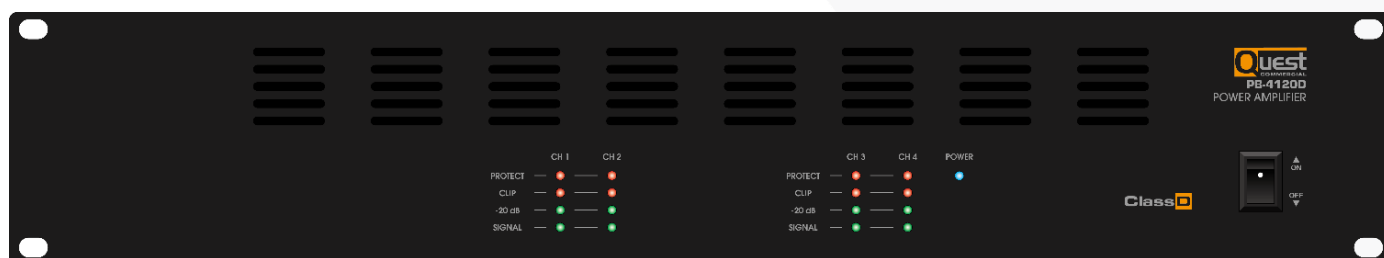 Quest
COMMERCIAL
PB-4120D
POWER AMPLIFIER
CH 1 CH 2 CH 3 CH 4 POWER
PROTECT PROTECT
CLIP CLIP
-20 dB -20 dB
SIGNAL SIGNAL
ON
OFF
ClassD